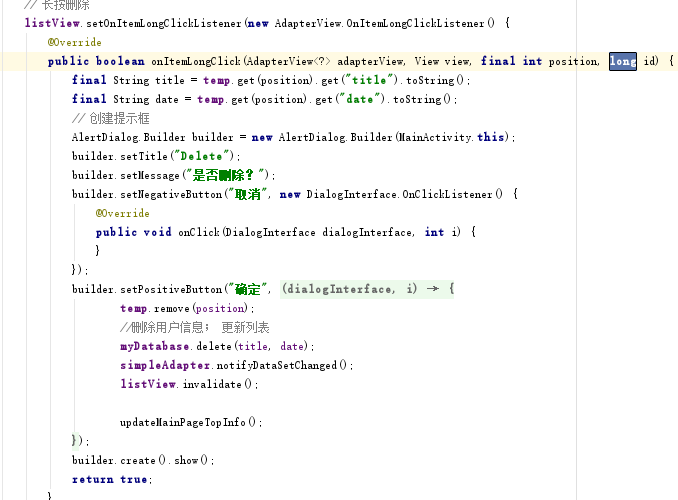 // 长按删除
listView.setOnItemLongClickListener(new AdapterView.OnItemLongClickListener() {
@Override
public boolean onItemLongClick(AdapterView<?> adapterView, View view, final int position, long id) {
final String title = temp.get(position).get("title").toString();
final String date = temp.get(position).get("date").toString();
// 创建提示框
AlertDialog.Builder builder = new AlertDialog.Builder(MainActivity.this);
builder.setTitle("Delete");
builder.setMessage("是否删除？");
builder.setNegativeButton("取消", new DialogInterface.OnClickListener() {
@Override
public void onClick(DialogInterface dialogInterface, int i) {
}
});
builder.setPositiveButton("确定", (dialogInterface, i) → {
temp.remove(position);
//删除用户信息； 更新列表
myDatabase.delete(title, date);
simpleAdapter.notifyDataSetChanged();
listView.invalidate();
updateMainPageTopInfo();
});
builder.create().show();
return true;
}